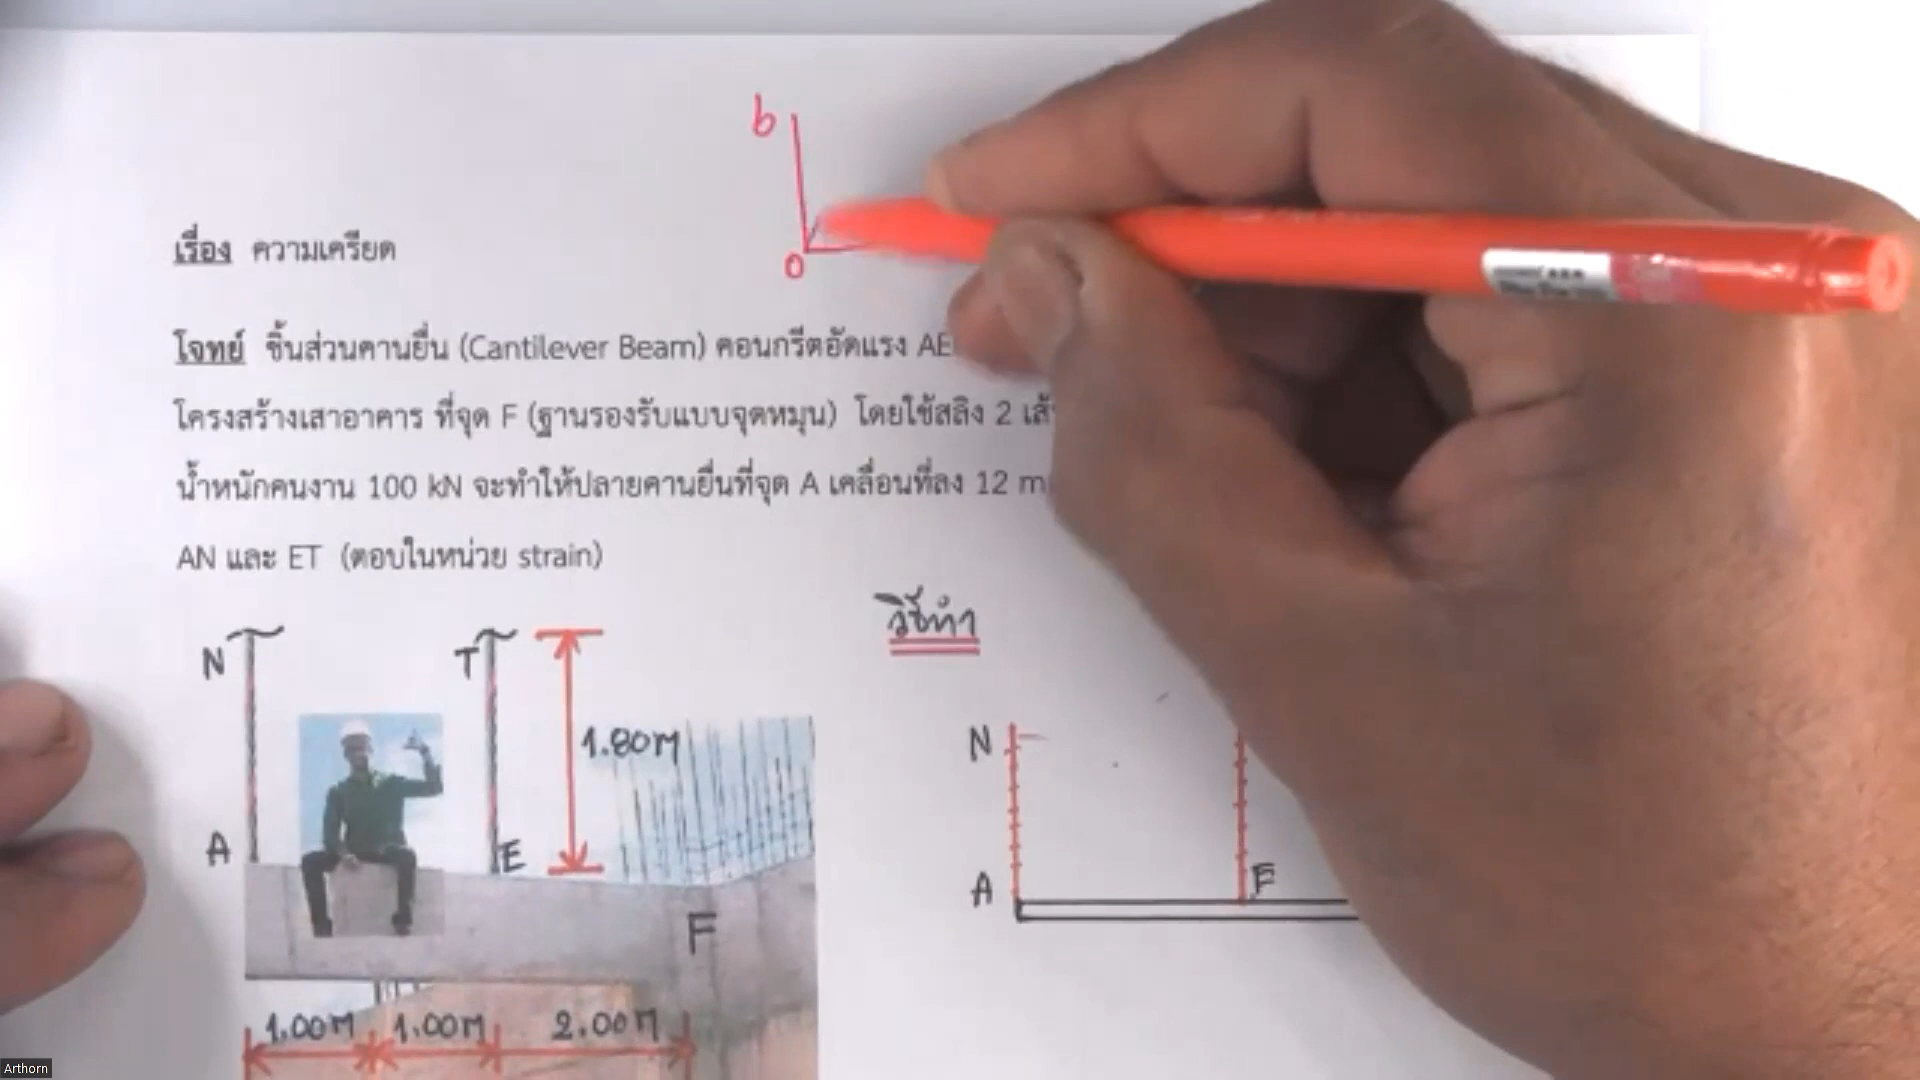 b
o
เรื่อง ความเครียด
โจทย์ ชิ้นส่วนคานยื่น (Cantilever Beam) คอนกรีตอัดแรง AE
โครงสร้างเสาอาคาร ที่จุด F (ฐานรองรับแบบจุดหมุน) โดยใช้สลิง 2
น้ำหนักคนงาน 100 kN จะทำให้ปลายคานยื่นที่จุด A เคลื่อนที่ลง 12
AN และ ET (ตอบในหน่วย strain)
วิธีทำ
N T
1.80m
N
A E
A E
F
1.00m 1.00m 2.00m
Arthorn